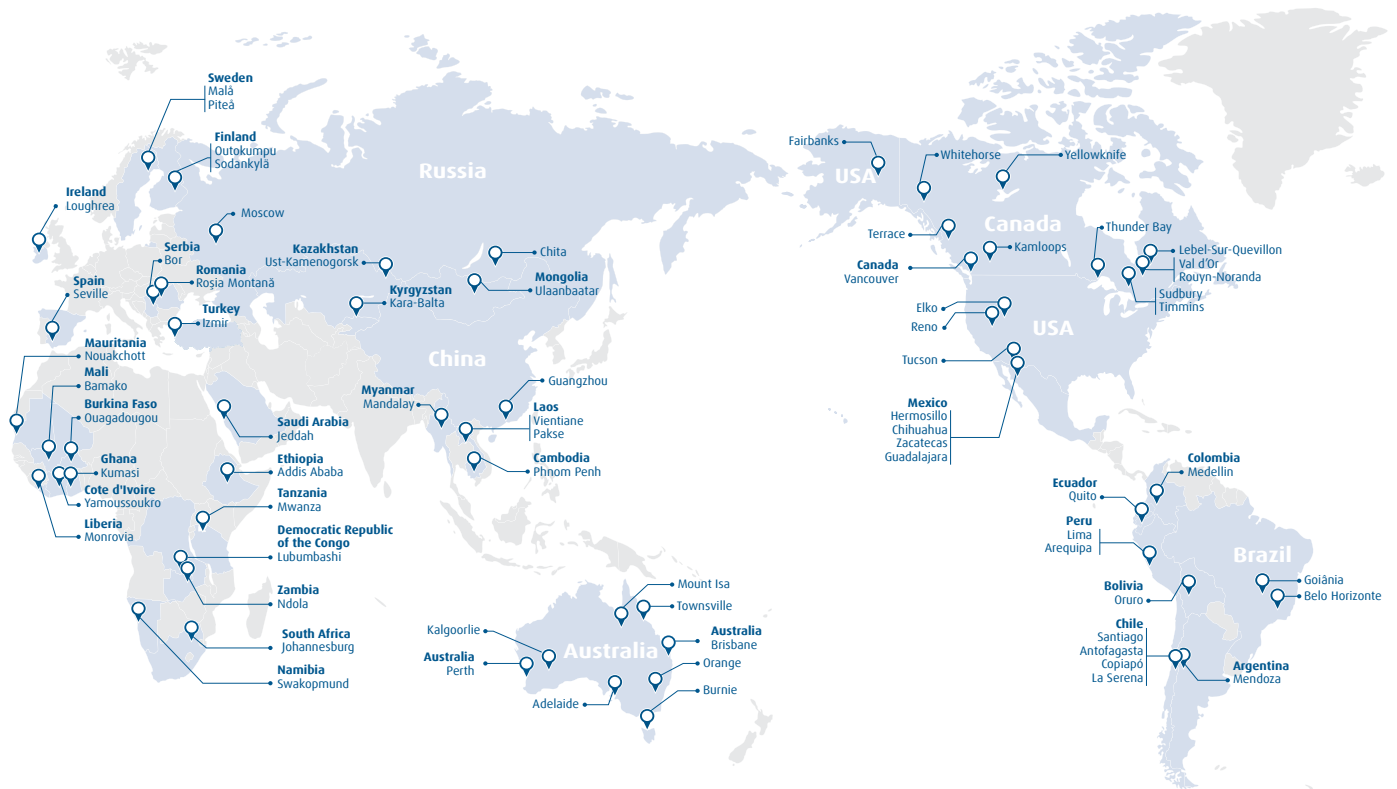 Sweden
Malå
Piteå
Finland
Outokumpu
Sodankylä
Ireland
Loughrea
Moscow
Russia
Serbia
Bor
Romania
Roşia Montană
Kazakhstan
Ust-Kamenogorsk
Chita
Mongolia
Ulaanbaatar
Kyrgyzstan
Kara-Balta
Spain
Seville
Turkey
Izmir
China
Mauritania
Nouakchott
Mali
Bamako
Burkina Faso
Ouagadougou
Ghana
Kumasi
Cote d'Ivoire
Yamoussoukro
Liberia
Monrovia
Saudi Arabia
Jeddah
Ethiopia
Addis Ababa
Tanzania
Mwanza
Democratic Republic
of the Congo
Lubumbashi
Zambia
Ndola
South Africa
Johannesburg
Namibia
Swakopmund
Myanmar
Mandalay
Guangzhou
Laos
Vientiane
Pakse
Cambodia
Phnom Penh
Mount Isa
Townsville
Kalgoorlie
Australia
Perth
Australia
Australia
Brisbane
Orange
Burnie
Adelaide
Fairbanks
USA
Whitehorse
Yellowknife
Canada
Terrace
Kamloops
Canada
Vancouver
Thunder Bay
Lebel-Sur-Quevillon
Val d'Or
Rouyn-Noranda
Sudbury
Timmins
Elko
Reno
USA
Tucson
Mexico
Hermosillo
Chihuahua
Zacatecas
Guadalajara
Colombia
Medellin
Ecuador
Quito
Peru
Lima
Arequipa
Brazil
Goiânia
Belo Horizonte
Bolivia
Oruro
Chile
Santiago
Antofagasta
Copiapó
La Serena
Argentina
Mendoza